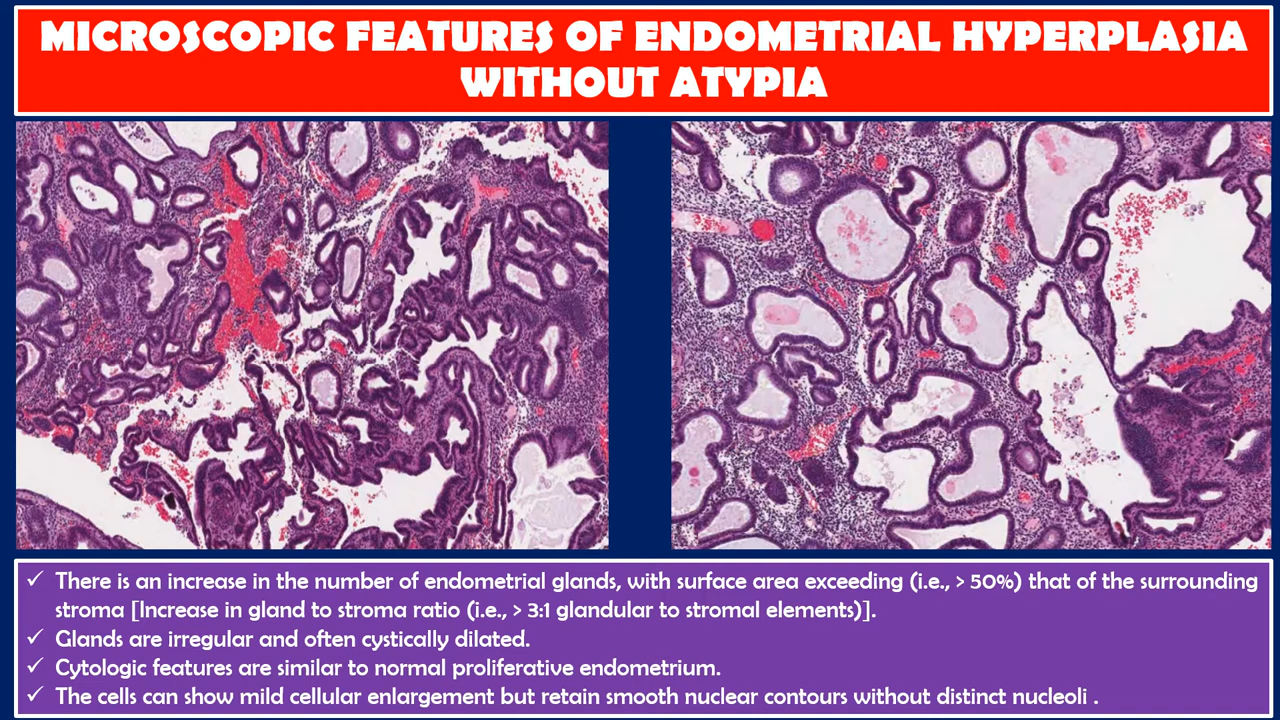 MICROSCOPIC FEATURES OF ENDOMETRIAL HYPERPLASIA
WITHOUT ATYPIA
✓ There is an increase in the number of endometrial glands, with surface area exceeding (i.e., > 50%) that of the surrounding
stroma [Increase in gland to stroma ratio (i.e., > 3:1 glandular to stromal elements)].
✓ Glands are irregular and often cystically dilated.
✓ Cytologic features are similar to normal proliferative endometrium.
✓ The cells can show mild cellular enlargement but retain smooth nuclear contours without distinct nucleoli .